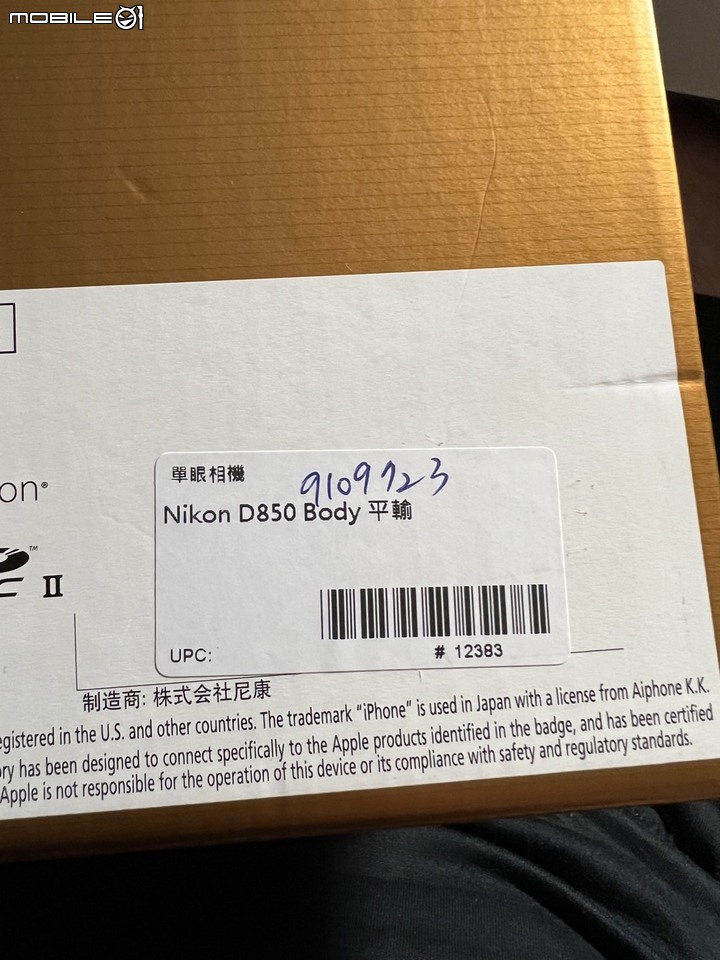 MOBILE01
on®
™
II
單眼相機
9109723
Nikon D850 Body 平輸
UPC:
# 12383
制造商: 株式会社尼康
egistered in the U.S. and other countries. The trademark “iPhone” is used in Japan with a license from Aiphone K.K.
ry has been designed to connect specifically to the Apple products identified in the badge, and has been certified
Apple is not responsible for the operation of this device or its compliance with safety and regulatory standards.